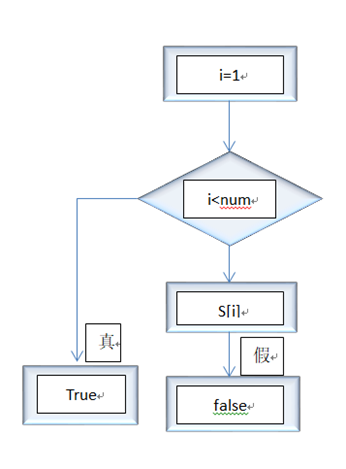 i=1
i<num
S[i]
真
假
True
false